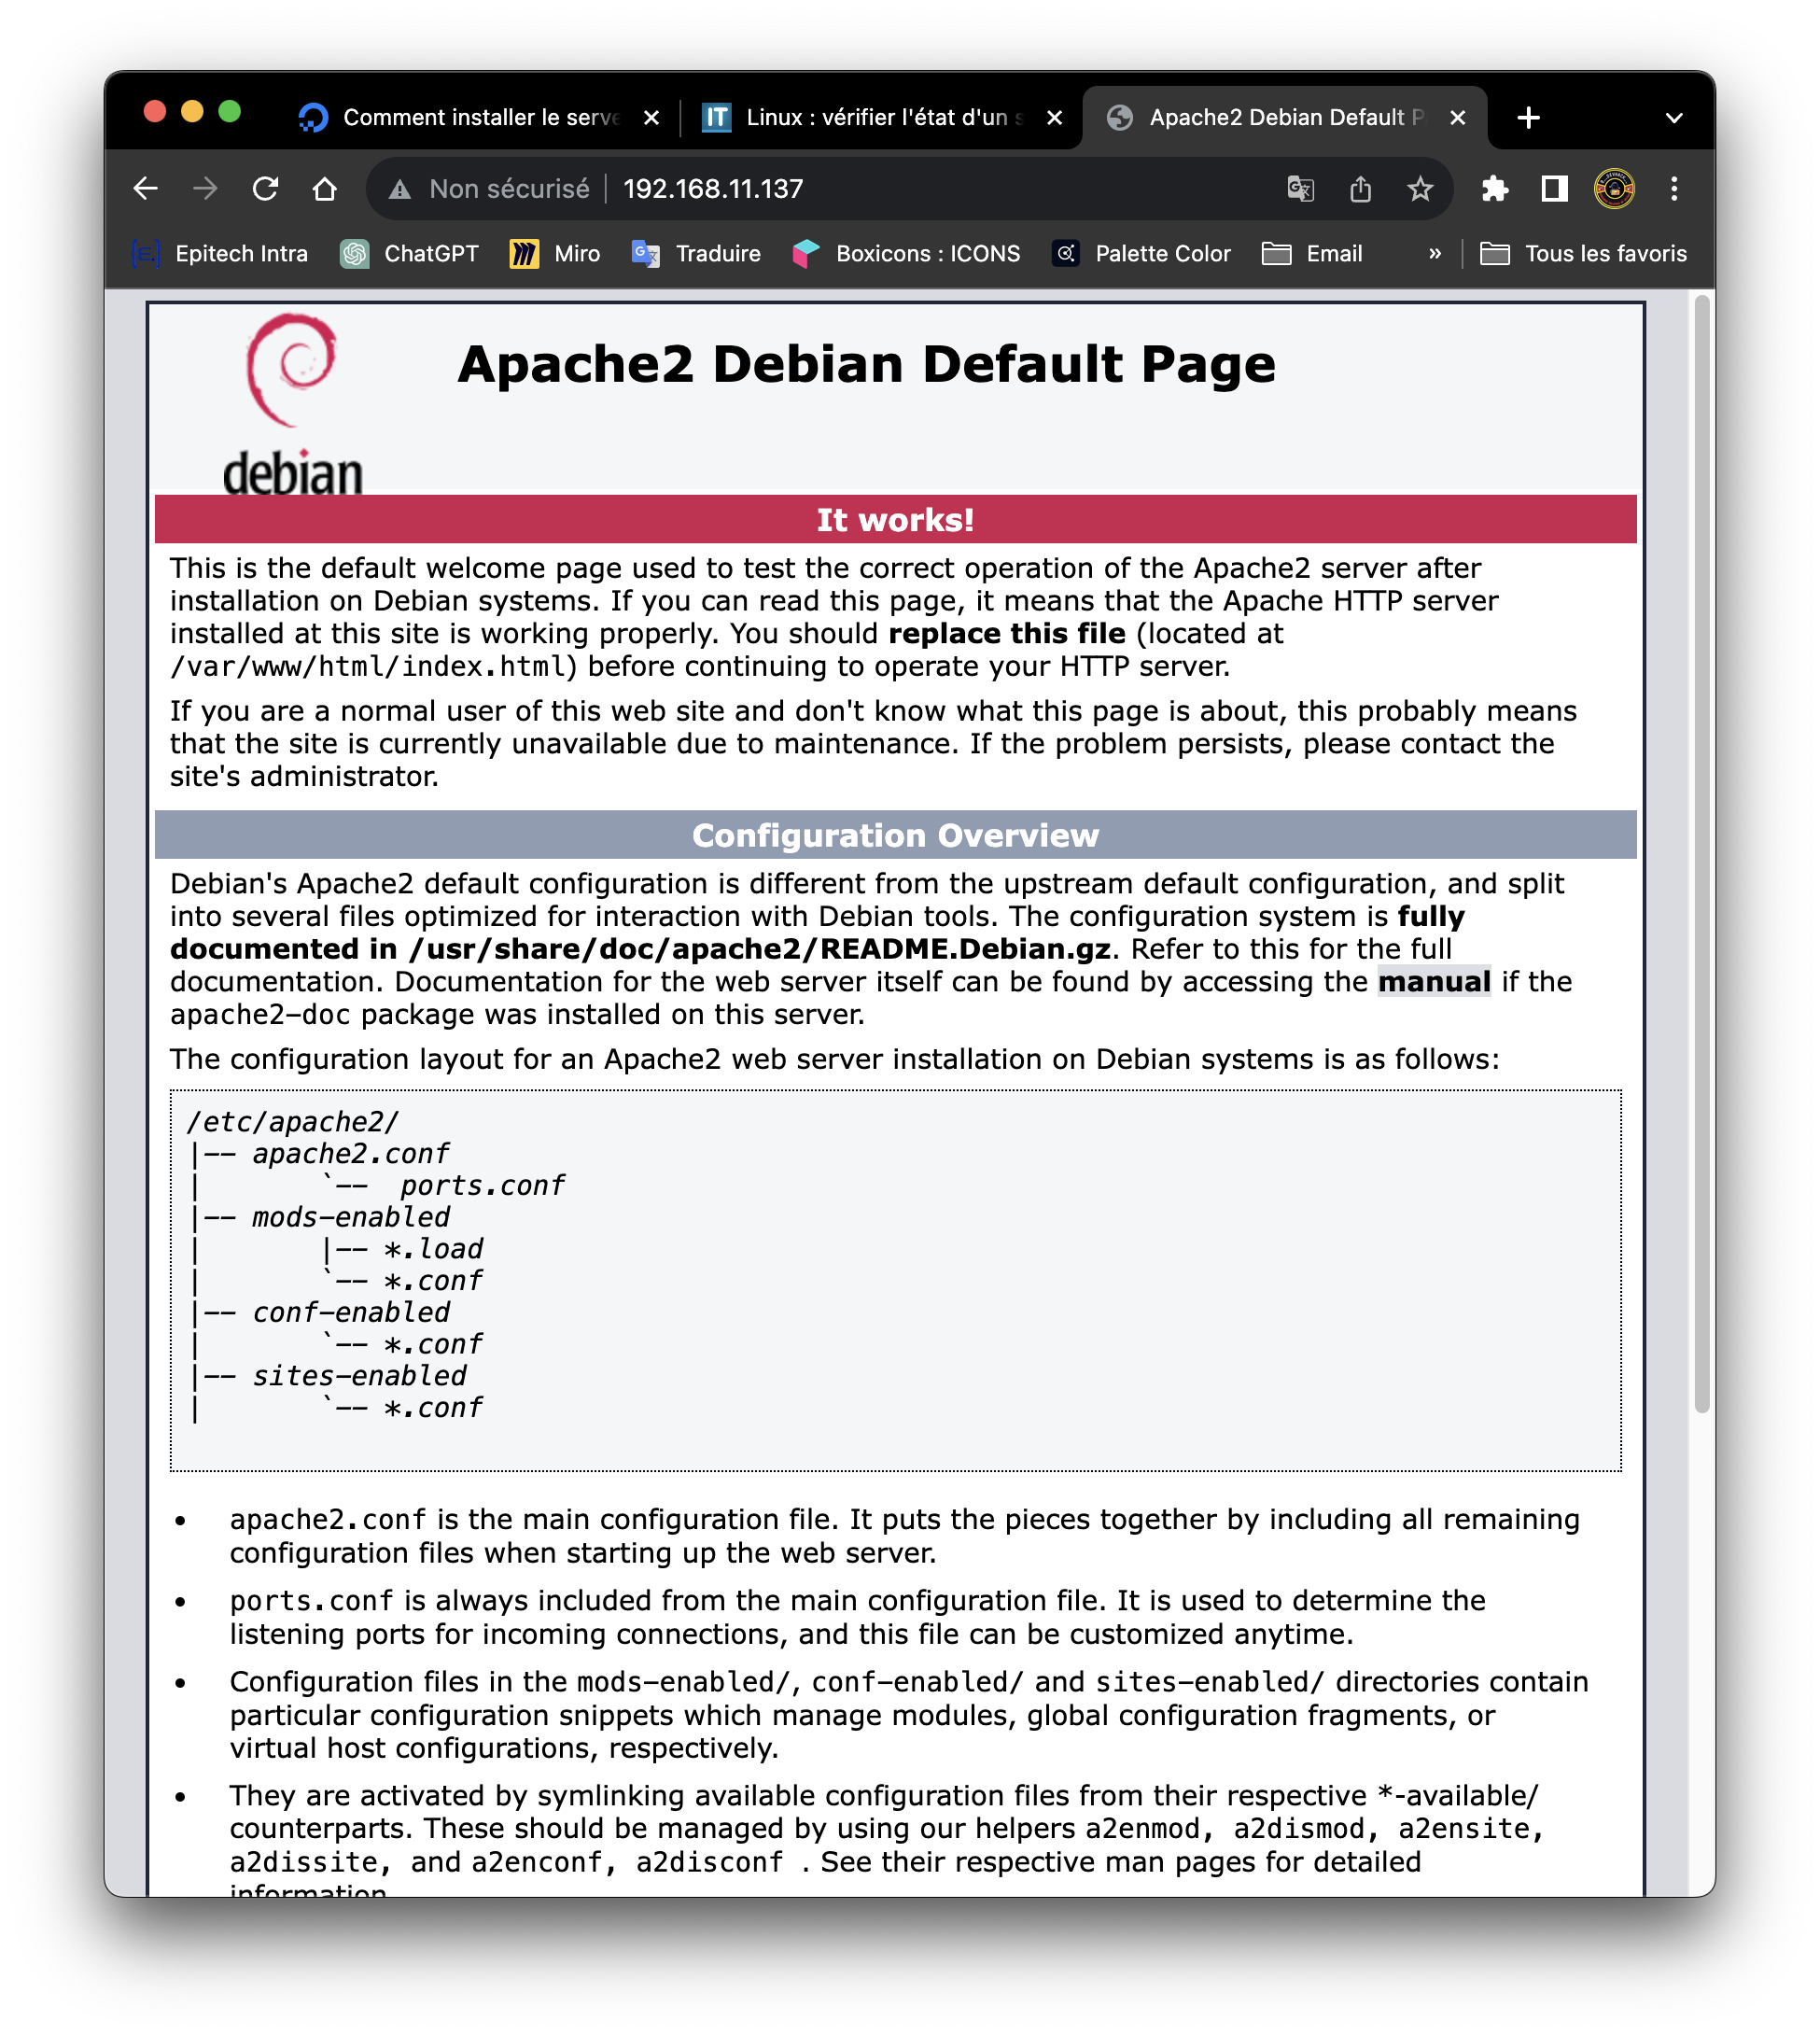 Comment installer le serve
Linux : vérifier l'état d'un s
Apache2 Debian Default P
Non sécurisé 192.168.11.137
Epitech Intra ChatGPT Miro Traduire Boxicons : ICONS Palette Color Email » Tous les favoris
debian
Apache2 Debian Default Page
It works!
This is the default welcome page used to test the correct operation of the Apache2 server after
installation on Debian systems. If you can read this page, it means that the Apache HTTP server
installed at this site is working properly. You should replace this file (located at
/var/www/html/index.html) before continuing to operate your HTTP server.
If you are a normal user of this web site and don't know what this page is about, this probably means
that the site is currently unavailable due to maintenance. If the problem persists, please contact the
site's administrator.
Configuration Overview
Debian's Apache2 default configuration is different from the upstream default configuration, and split
into several files optimized for interaction with Debian tools. The configuration system is fully
documented in /usr/share/doc/apache2/README.Debian.gz. Refer to this for the full
documentation. Documentation for the web server itself can be found by accessing the manual if the
apache2-doc package was installed on this server.
The configuration layout for an Apache2 web server installation on Debian systems is as follows:
/etc/apache2/
|-- apache2.conf
|       `--  ports.conf
|-- mods-enabled
|       |-- *.load
|       `-- *.conf
|-- conf-enabled
|       `-- *.conf
|-- sites-enabled
|       `-- *.conf
• apache2.conf is the main configuration file. It puts the pieces together by including all remaining
configuration files when starting up the web server.
• ports.conf is always included from the main configuration file. It is used to determine the
listening ports for incoming connections, and this file can be customized anytime.
• Configuration files in the mods-enabled/, conf-enabled/ and sites-enabled/ directories contain
particular configuration snippets which manage modules, global configuration fragments, or
virtual host configurations, respectively.
• They are activated by symlinking available configuration files from their respective *-available/
counterparts. These should be managed by using our helpers a2enmod, a2dismod, a2ensite,
a2dissite, and a2enconf, a2disconf . See their respective man pages for detailed
information.